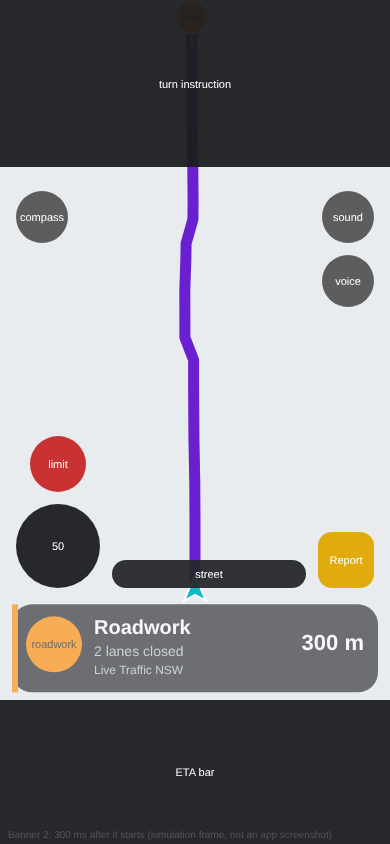 turn instruction
compass
sound
voice
limit
50
Report
street
roadwork
Roadwork
2 lanes closed
Live Traffic NSW
300 m
ETA bar
Banner 2: 300 ms after it starts (simulation frame, not an app screenshot)